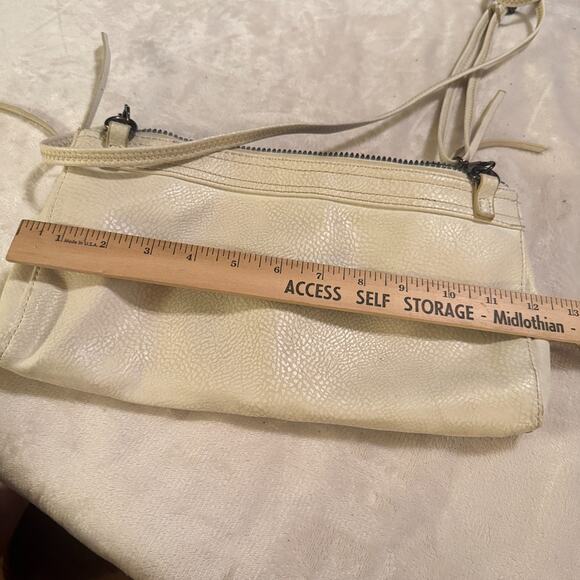 1 Made in U.S.A. 2 3 4 5 6 7 8 9 10 11 12 13
ACCESS SELF STORAGE - Midlothian -